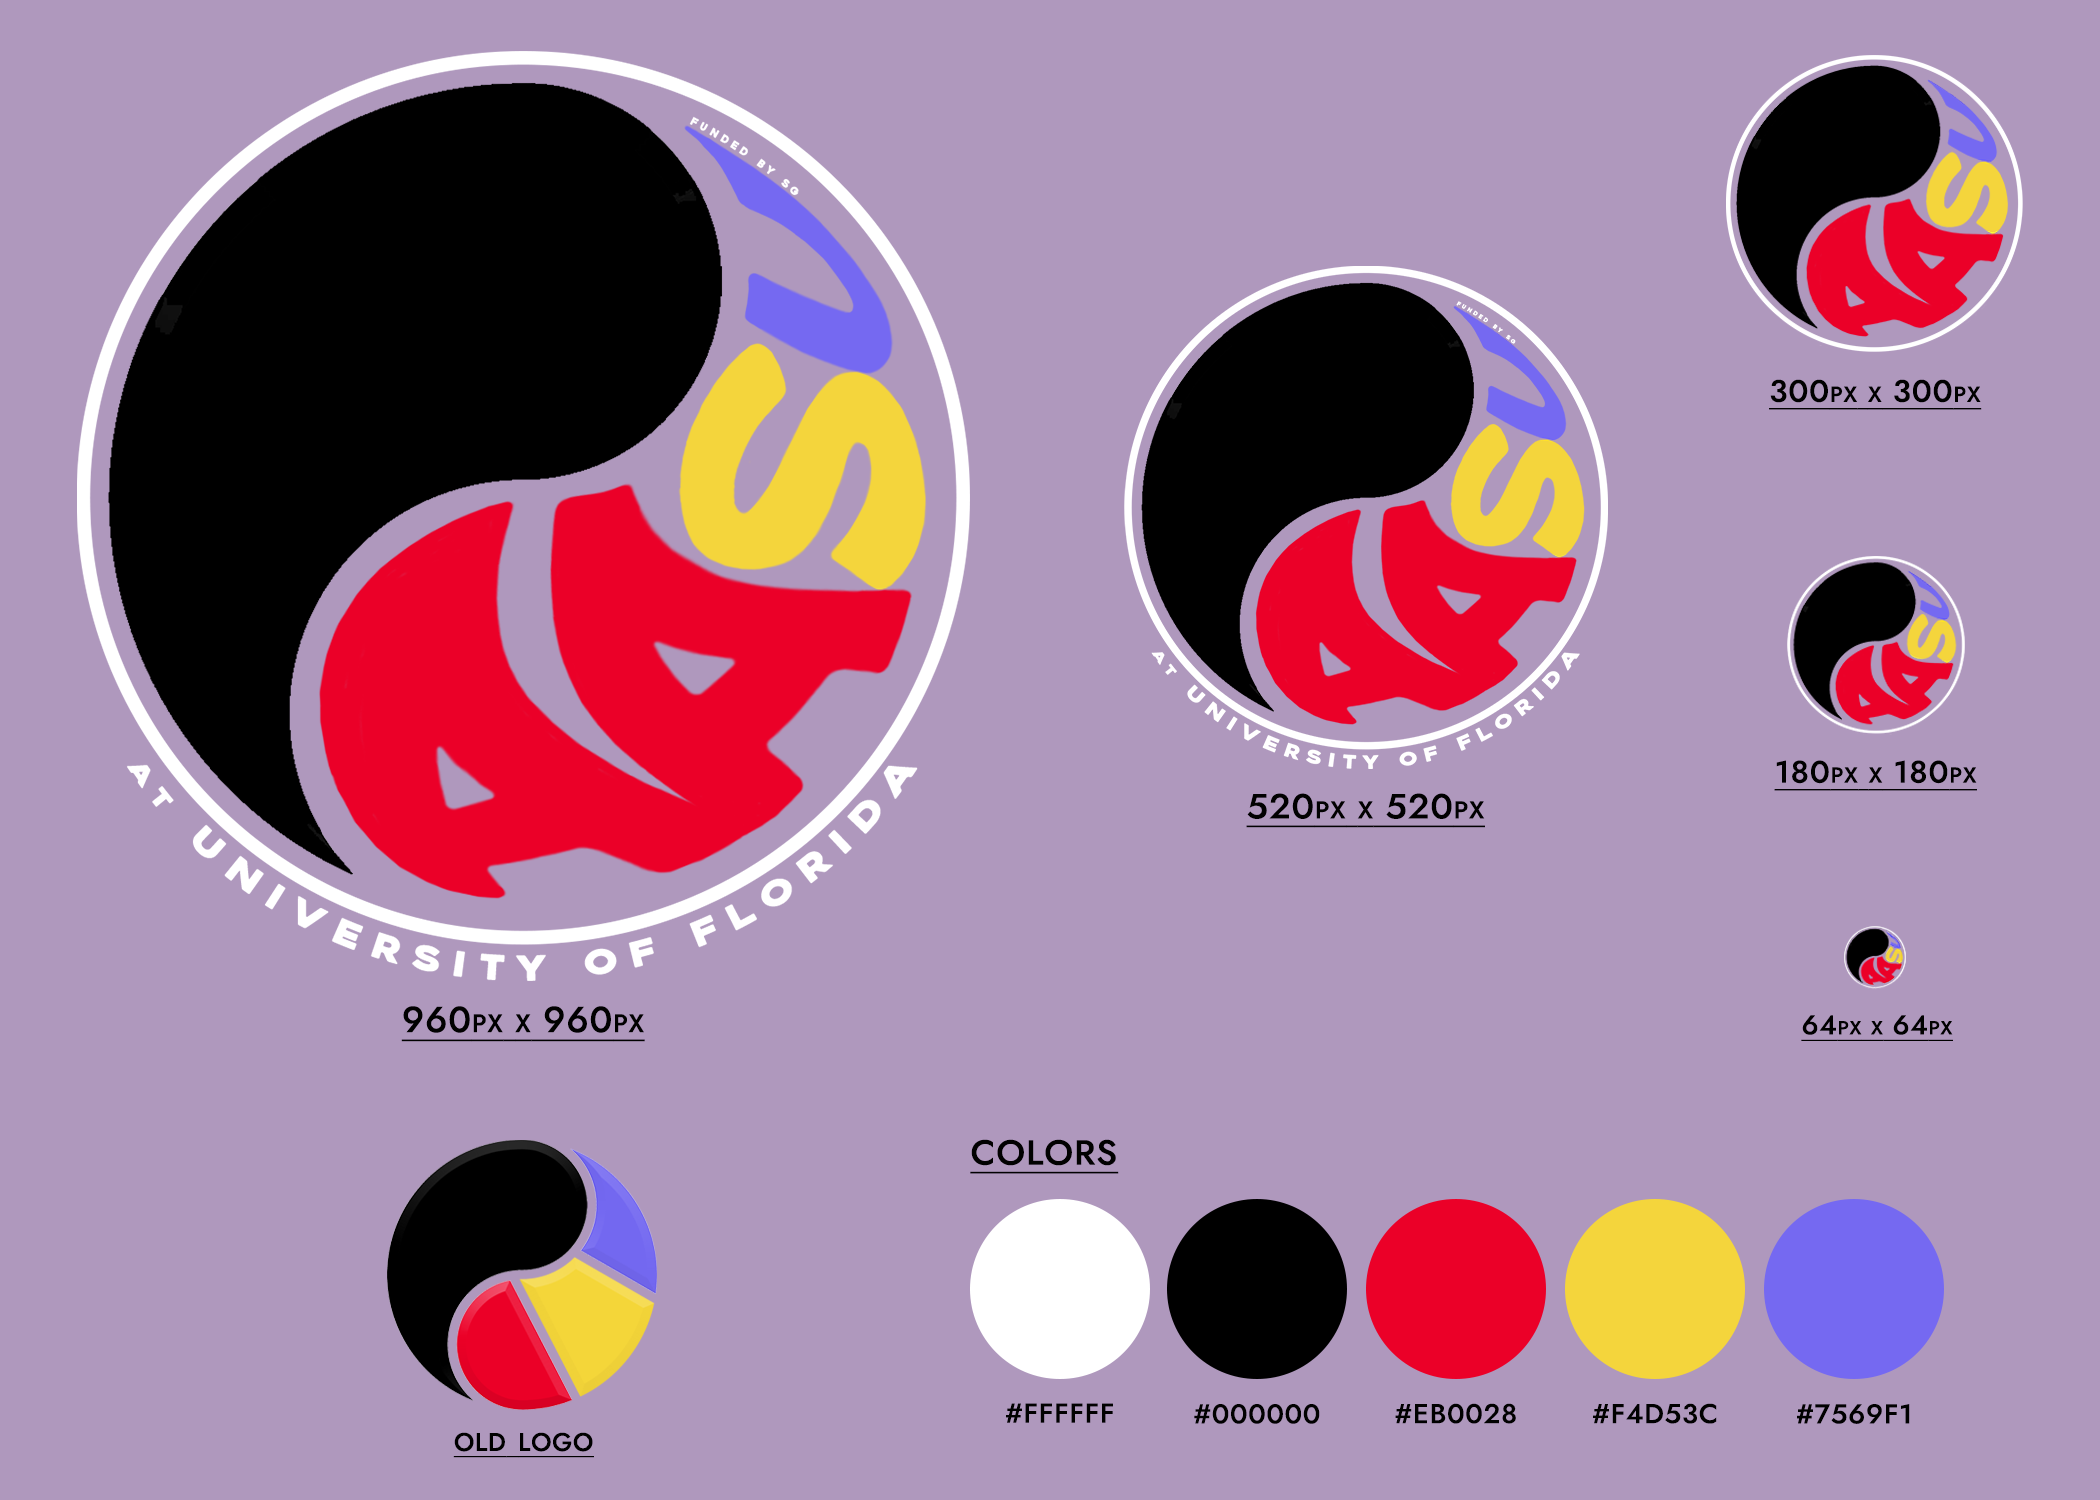 FUNDED BY SG
AASU
AT UNIVERSITY OF FLORIDA
960PX X 960PX
FUNDED BY SG
AASU
AT UNIVERSITY OF FLORIDA
520PX X 520PX
AASU
300PX X 300PX
AASU
180PX X 180PX
AASU
64PX X 64PX
OLD LOGO
COLORS
#FFFFFF
#000000
#EB0028
#F4D53C
#7569F1